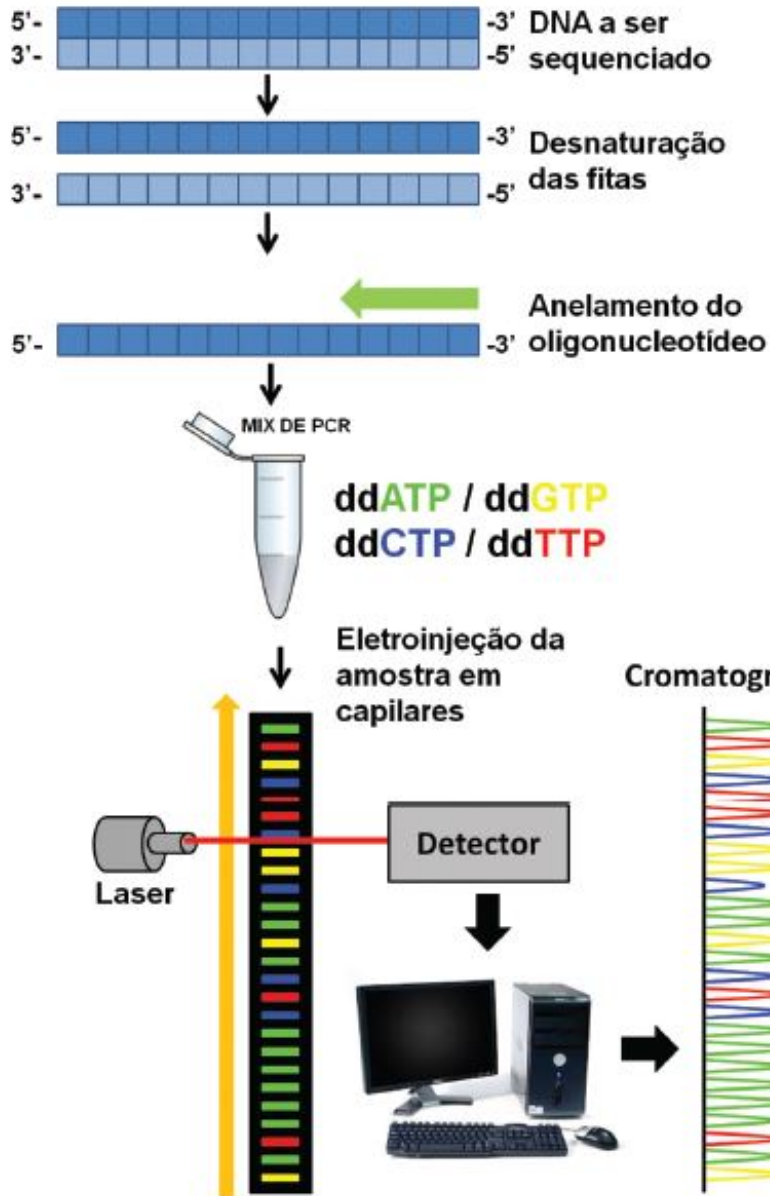 5'-
-3'
DNA a ser
3'-
-5'
sequenciado
5'-
-3'
Desnaturação
3'-
-5'
das fitas
Anelamento do
5'-
-3'
oligonucleotídeo
MIX DE PCR
ddATP / ddGTP
ddCTP / ddTTP
Eletroinjeção da
amostra em
capilares
Cromatogr
Detector
Laser